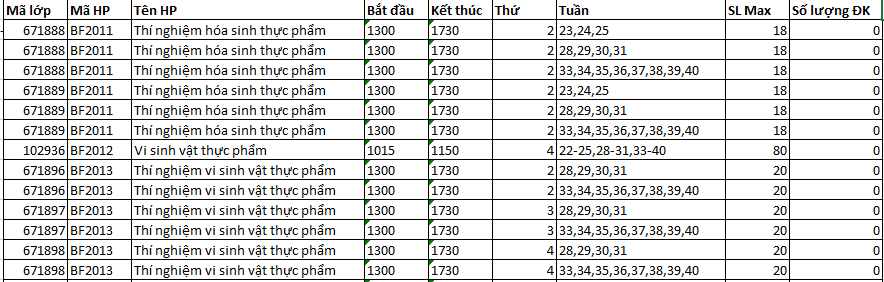 Mã lớp Mã HP Tên HP Bắt đầu Kết thúc Thứ Tuần SL Max Số lượng ĐK
671888 BF2011 Thí nghiệm hóa sinh thực phẩm 1300 1730 2 23,24,25 18 0
671888 BF2011 Thí nghiệm hóa sinh thực phẩm 1300 1730 2 28,29,30,31 18 0
671888 BF2011 Thí nghiệm hóa sinh thực phẩm 1300 1730 2 33,34,35,36,37,38,39,40 18 0
671889 BF2011 Thí nghiệm hóa sinh thực phẩm 1300 1730 2 23,24,25 18 0
671889 BF2011 Thí nghiệm hóa sinh thực phẩm 1300 1730 2 28,29,30,31 18 0
671889 BF2011 Thí nghiệm hóa sinh thực phẩm 1300 1730 2 33,34,35,36,37,38,39,40 18 0
102936 BF2012 Vi sinh vật thực phẩm 1015 1150 4 22-25,28-31,33-40 80 0
671896 BF2013 Thí nghiệm vi sinh vật thực phẩm 1300 1730 2 28,29,30,31 20 0
671896 BF2013 Thí nghiệm vi sinh vật thực phẩm 1300 1730 2 33,34,35,36,37,38,39,40 20 0
671897 BF2013 Thí nghiệm vi sinh vật thực phẩm 1300 1730 3 28,29,30,31 20 0
671897 BF2013 Thí nghiệm vi sinh vật thực phẩm 1300 1730 3 33,34,35,36,37,38,39,40 20 0
671898 BF2013 Thí nghiệm vi sinh vật thực phẩm 1300 1730 4 28,29,30,31 20 0
671898 BF2013 Thí nghiệm vi sinh vật thực phẩm 1300 1730 4 33,34,35,36,37,38,39,40 20 0